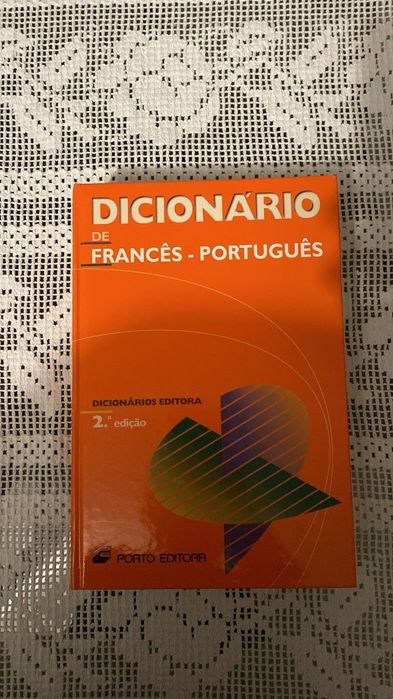 DICIONÁRIO
DE
FRANCÊS - PORTUGUÊS
DICIONÁRIOS EDITORA
2.ª edição
PORTO EDITORA